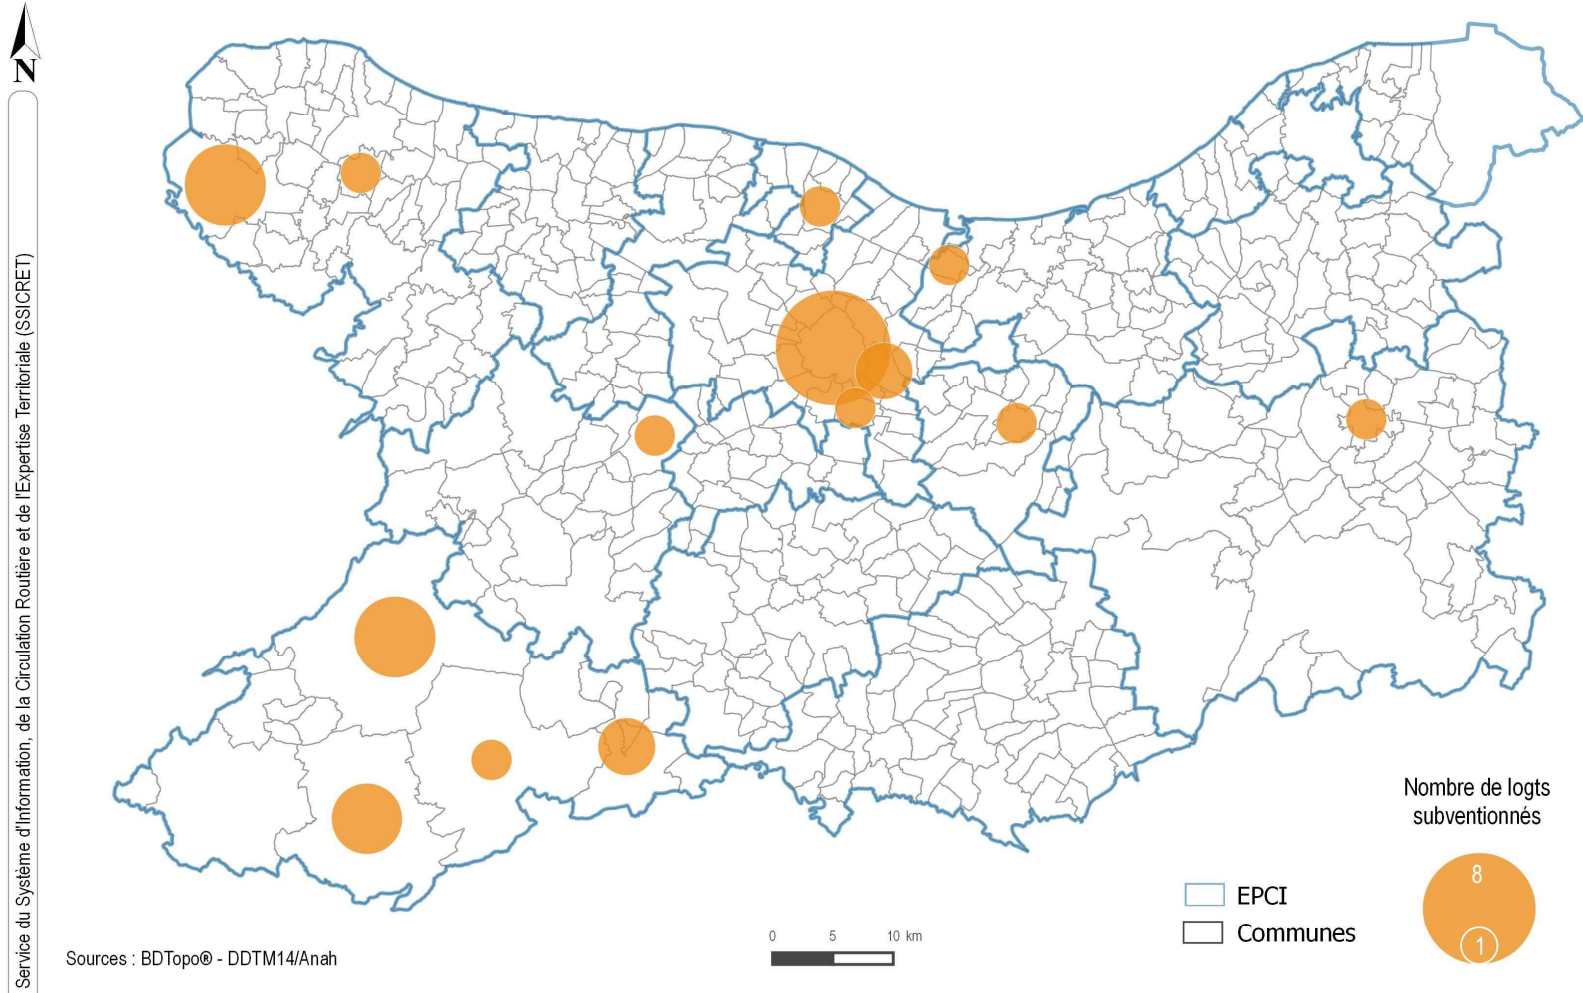 N
Service du Système d'Information, de la Circulation Routière et de l'Expertise Territoriale (SSICRET)
Nombre de logts
subventionnés
8
1
EPCI
Communes
0 5 10 km
Sources : BDTopo® - DDTM14/Anah